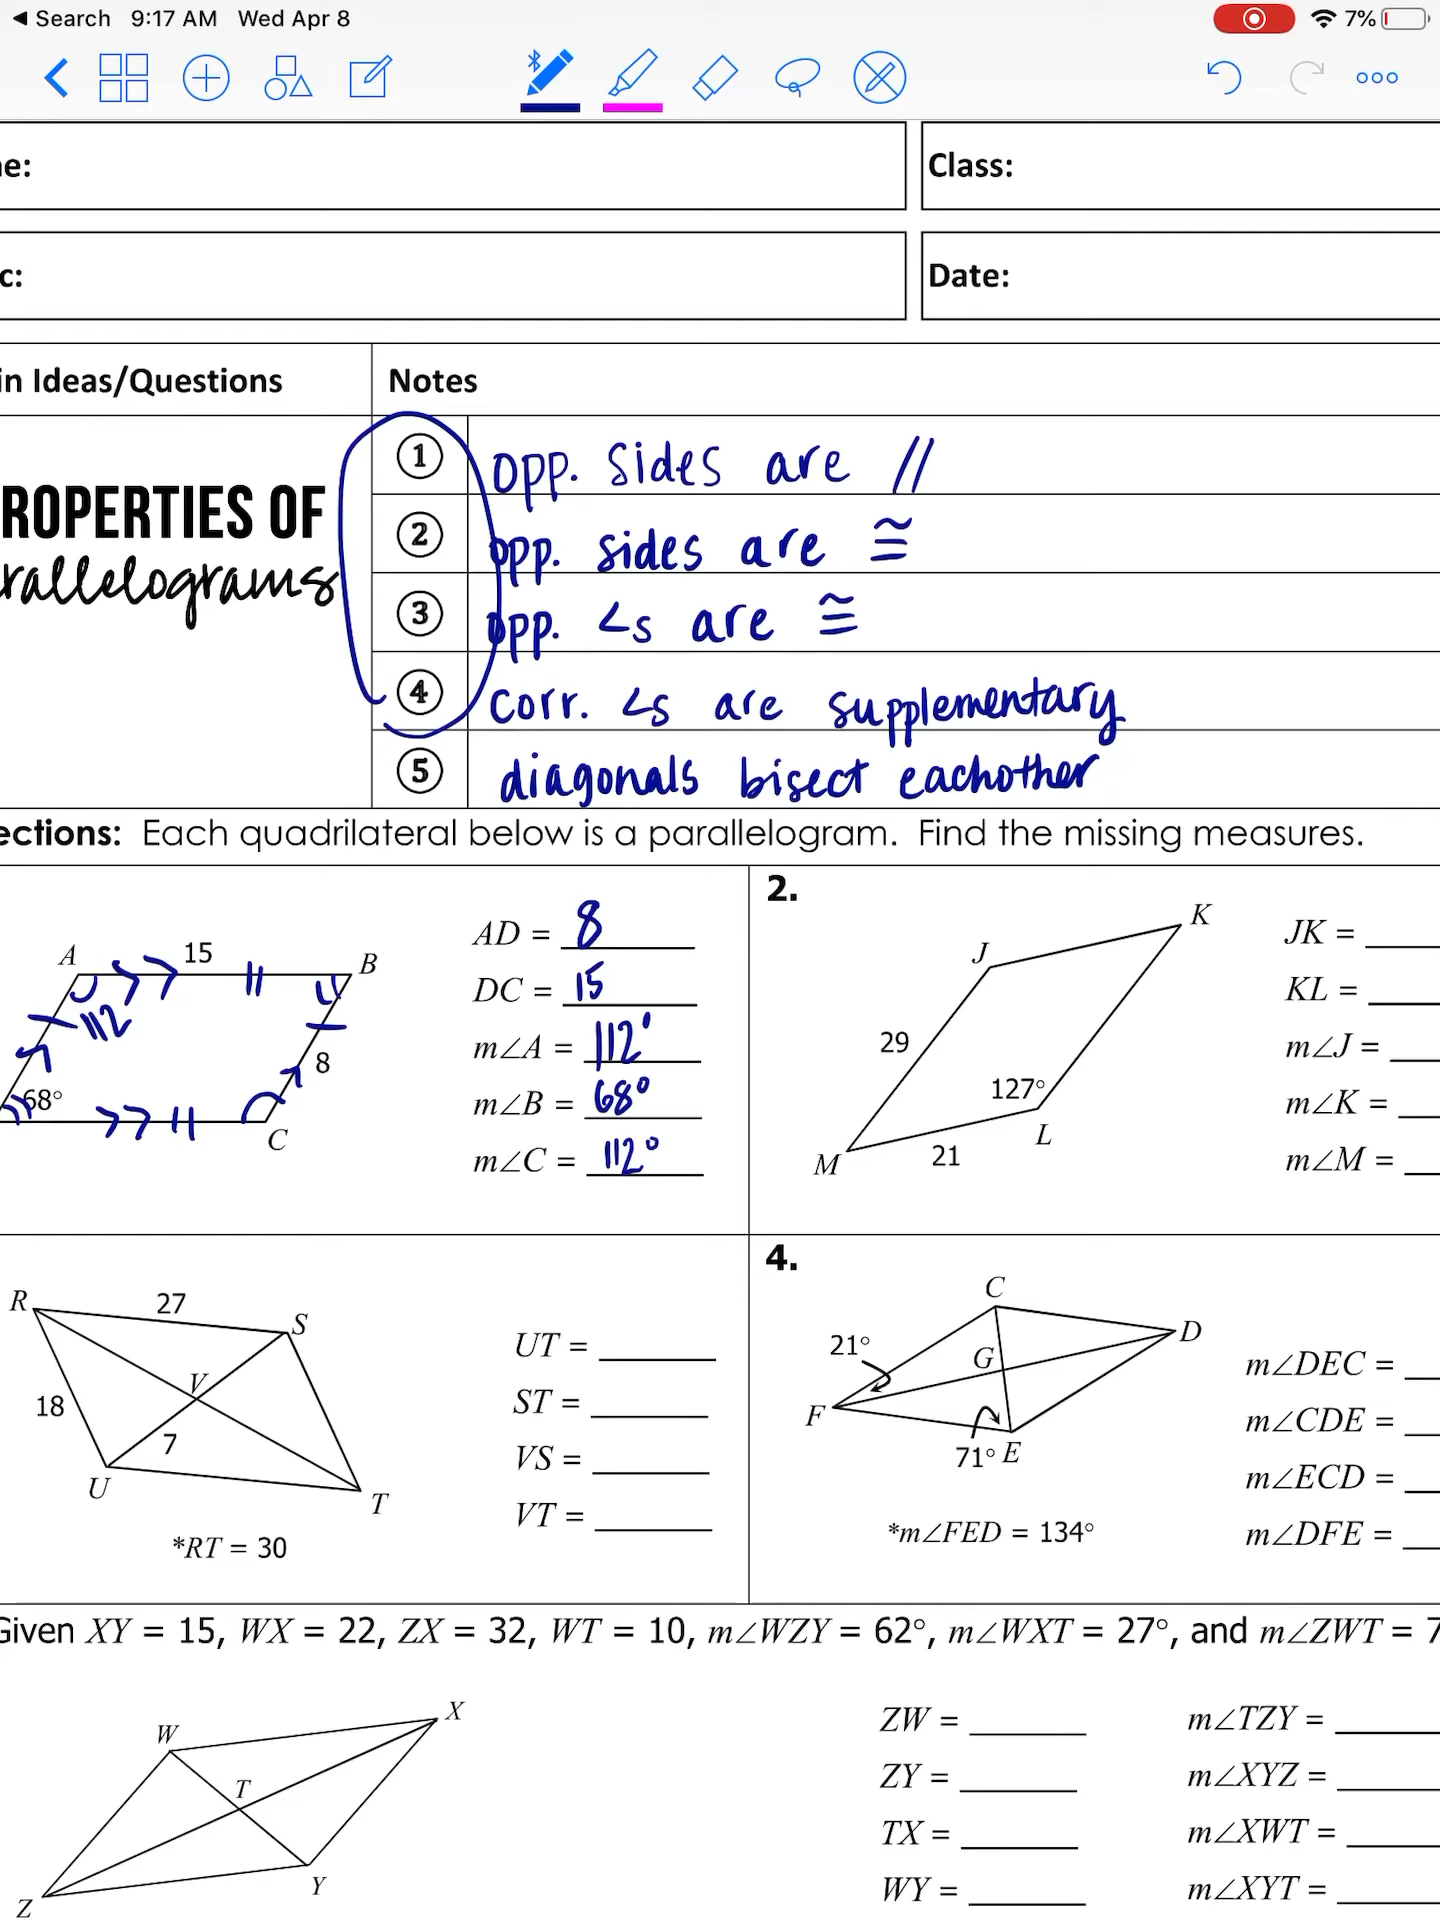 Search 9:17 AM Wed Apr 8 7%
e:
Class:
c:
Date:
in Ideas/Questions
Notes
ROPERTIES OF
rallelograms
1 opp. sides are //
2 opp. sides are ≅
3 opp. <s are ≅
4 corr. <s are supplementary
5 diagonals bisect eachother
ections: Each quadrilateral below is a parallelogram. Find the missing measures.
A 15 B
112
8
68°
C
AD = 8
DC = 15
m∠A = 112°
m∠B = 68°
m∠C = 112°
2.
K
J
29
127°
L
M
21
JK =
KL =
m∠J =
m∠K =
m∠M =
R 27 S
V
18
7
U
T
*RT = 30
UT =
ST =
VS =
VT =
4.
C
21° D
G
F
71° E
*m∠FED = 134°
m∠DEC =
m∠CDE =
m∠ECD =
m∠DFE =
Given XY = 15, WX = 22, ZX = 32, WT = 10, m∠WZY = 62°, m∠WXT = 27°, and m∠ZWT = 7
X
W
T
Y
Z
ZW =
ZY =
TX =
WY =
m∠TZY =
m∠XYZ =
m∠XWT =
m∠XYT =